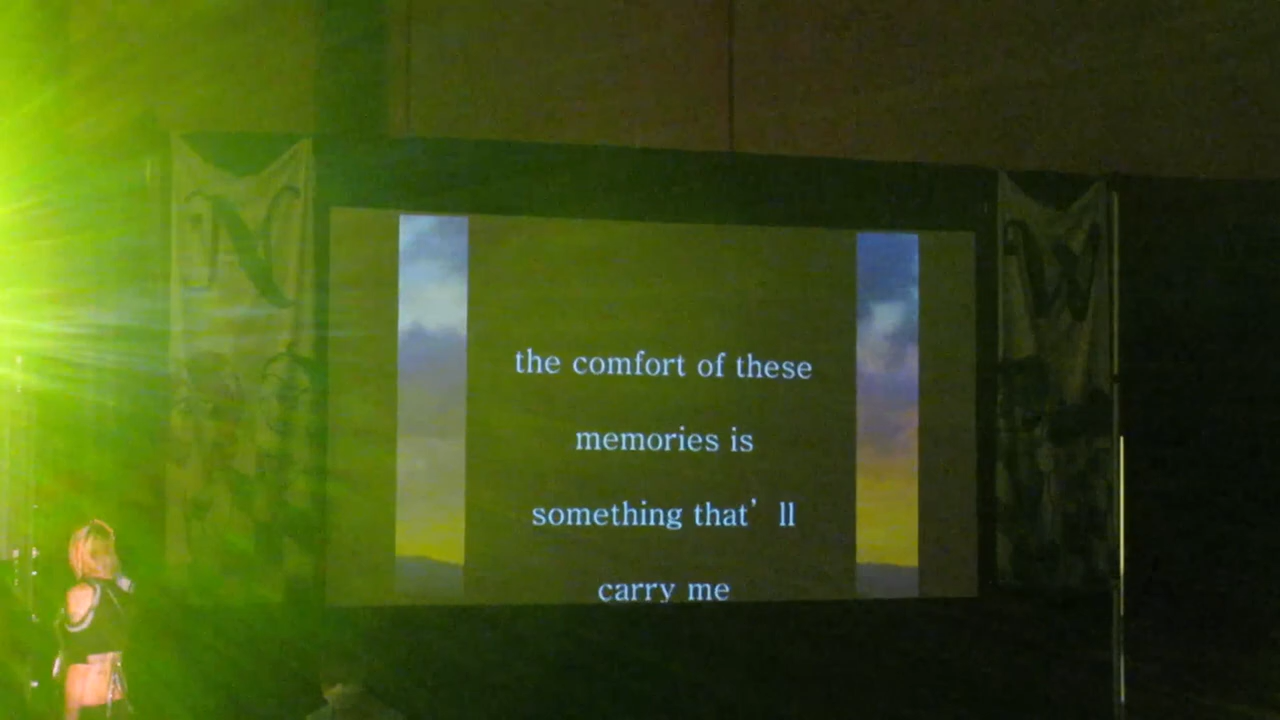 N
W
the comfort of these
memories is
something that’ ll
carry me